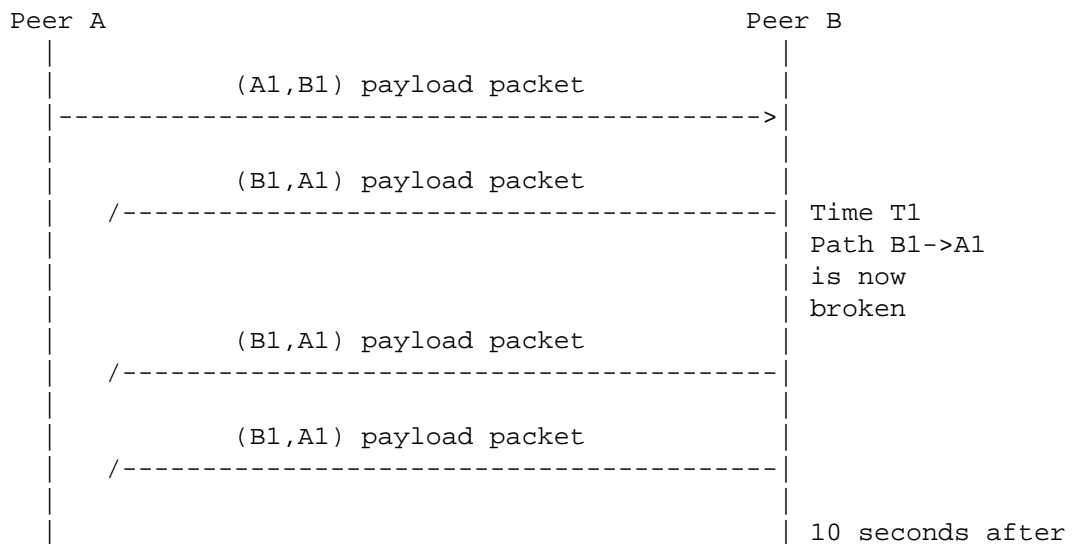 Peer A Peer B
(A1,B1) payload packet
(B1,A1) payload packet
Time T1
Path B1->A1
is now
broken
(B1,A1) payload packet
(B1,A1) payload packet
10 seconds after